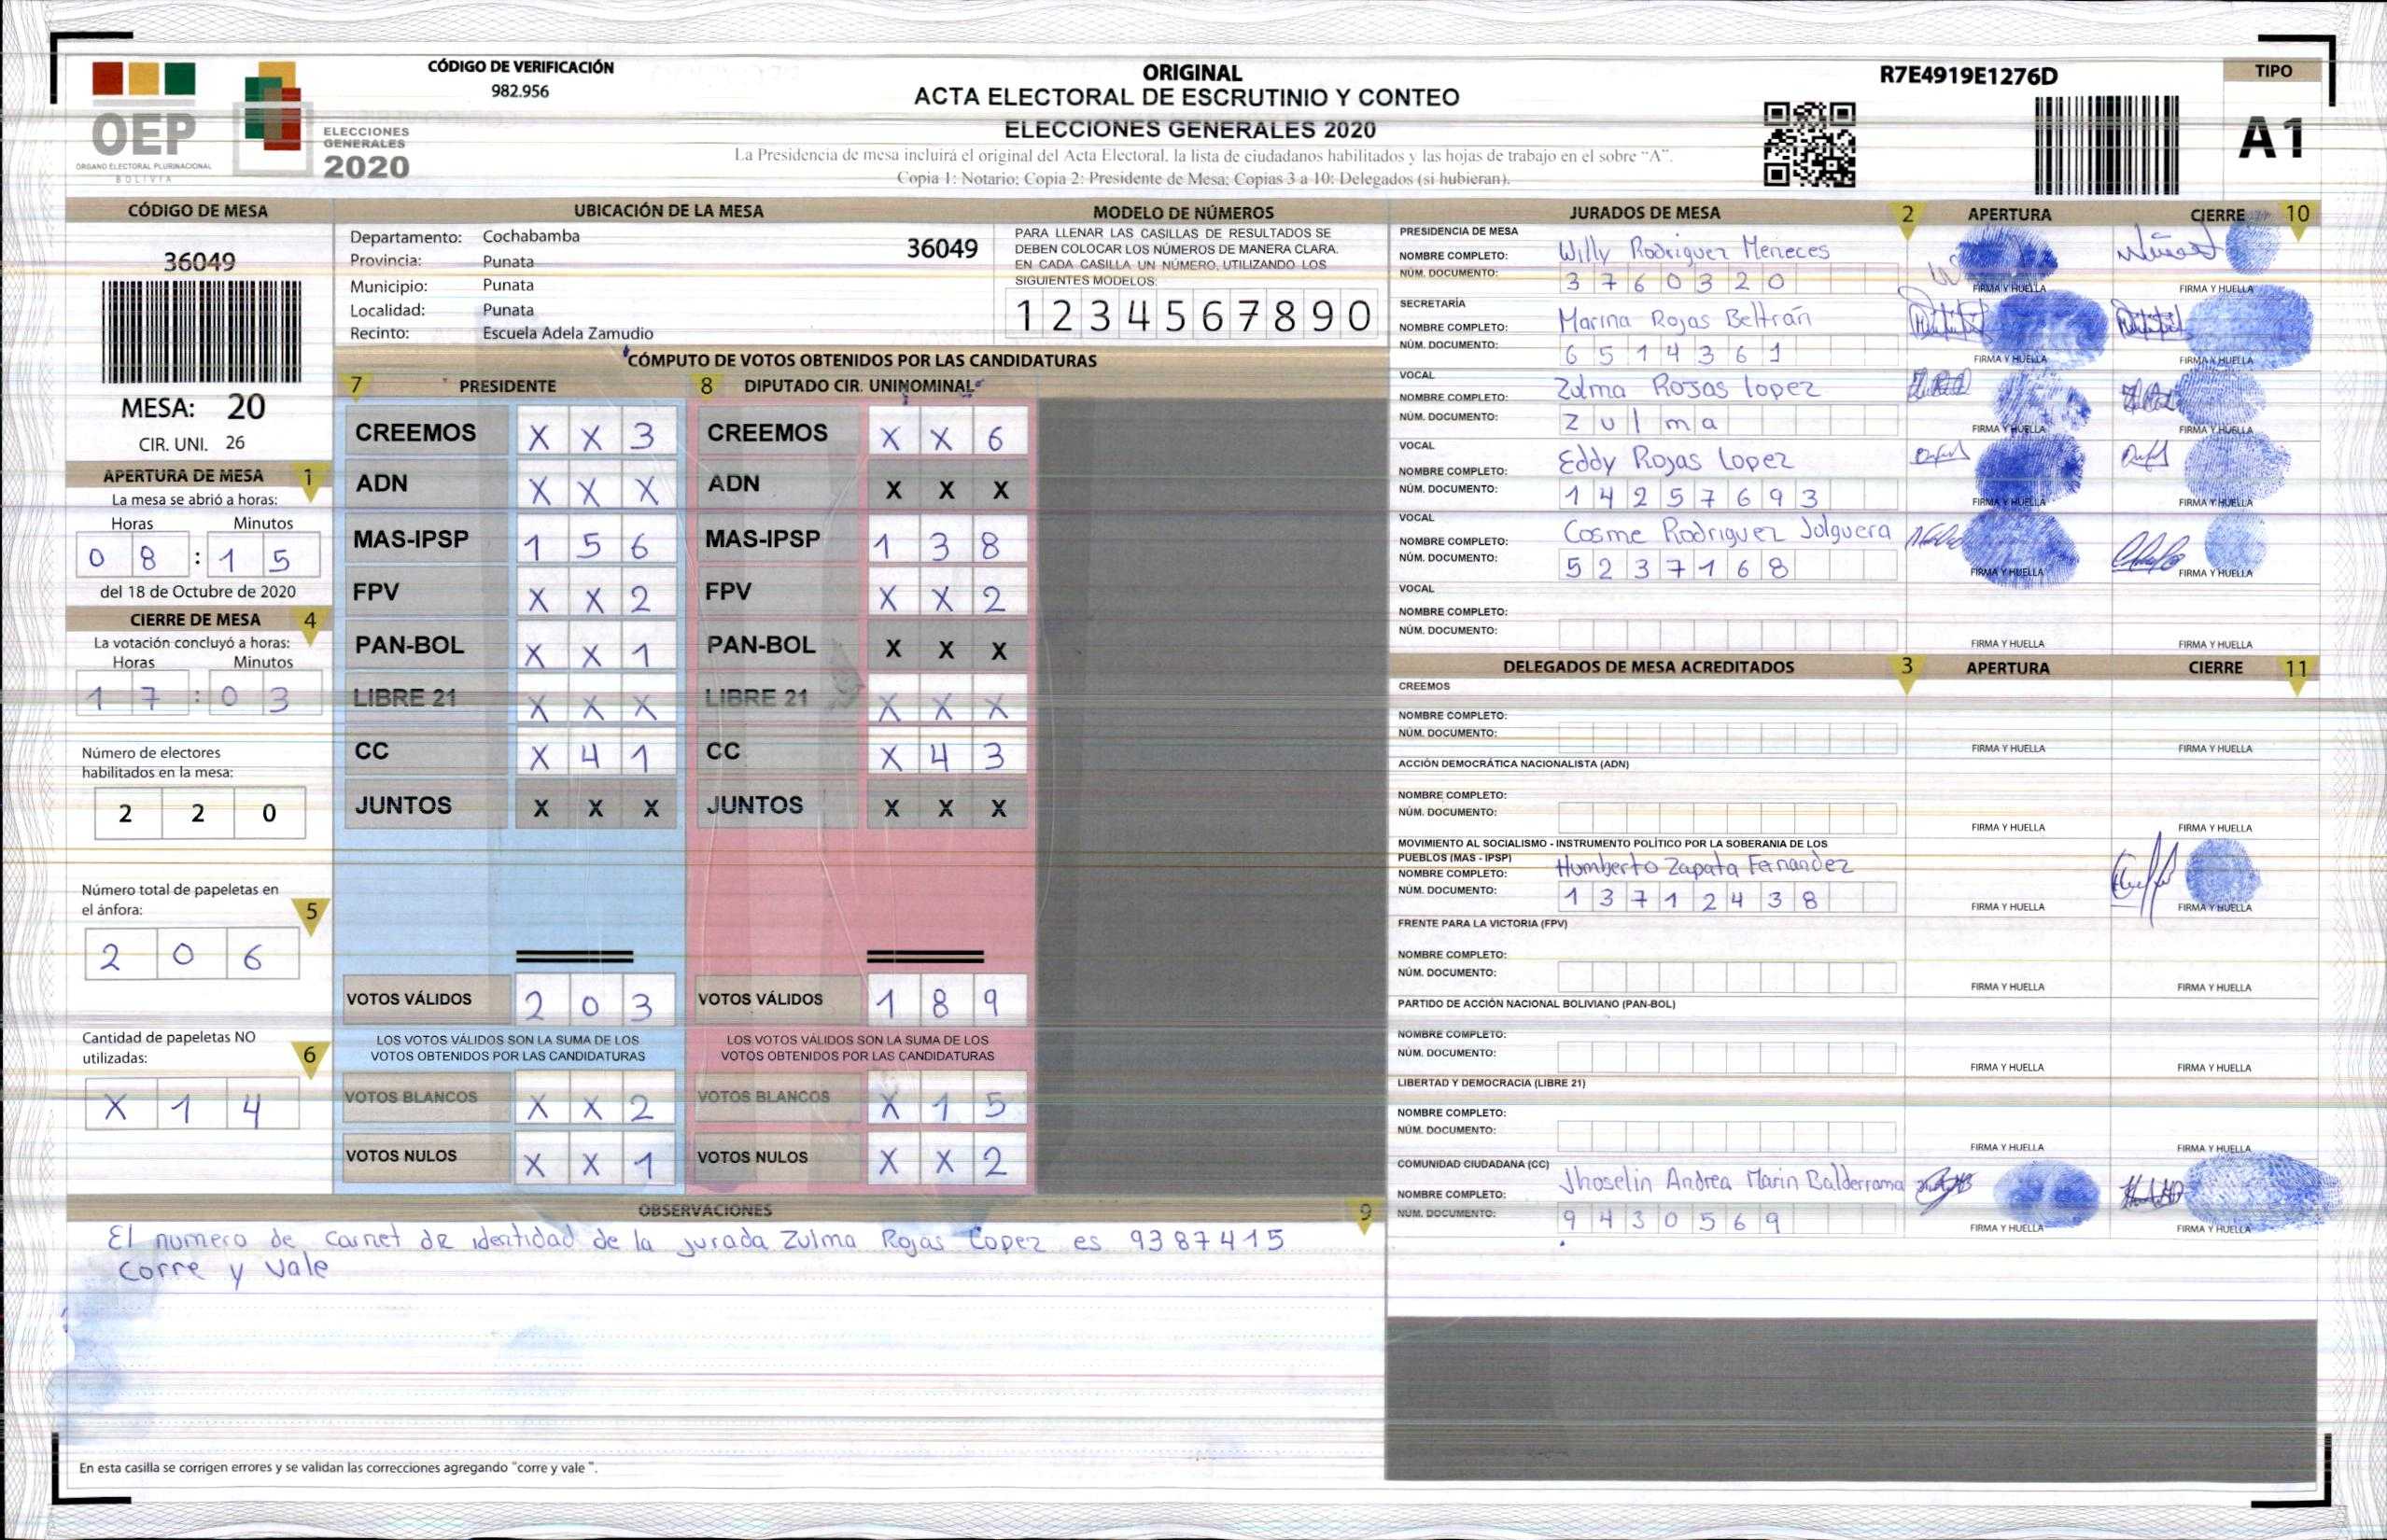 CÓDIGO DE VERIFICACIÓN
982.956
ORIGINAL
ACTA ELECTORAL DE ESCRUTINIO Y CONTEO
ELECCIONES GENERALES 2020
La Presidencia de mesa incluirá el original del Acta Electoral, la lista de ciudadanos habilitados y las hojas de trabajo en el sobre "A".
Copia 1: Notario; Copia 2: Presidente de Mesa; Copias 3 a 10: Delegados (si hubieran).
R7E4919E1276D
TIPO
A1
OEP
ÓRGANO ELECTORAL PLURINACIONAL
BOLIVIA
ELECCIONES
GENERALES
2020
CÓDIGO DE MESA
36049
MESA: 20
CIR. UNI. 26
APERTURA DE MESA 1
La mesa se abrió a horas:
Horas Minutos
0 8 : 1 5
del 18 de Octubre de 2020
CIERRE DE MESA 4
La votación concluyó a horas:
Horas Minutos
1 7 : 0 3
Número de electores
habilitados en la mesa:
2 2 0
Número total de papeletas en
el ánfora: 5
2 0 6
Cantidad de papeletas NO
utilizadas: 6
X 1 4
UBICACIÓN DE LA MESA
Departamento: Cochabamba 36049
Provincia: Punata
Municipio: Punata
Localidad: Punata
Recinto: Escuela Adela Zamudio
MODELO DE NÚMEROS
PARA LLENAR LAS CASILLAS DE RESULTADOS SE
DEBEN COLOCAR LOS NÚMEROS DE MANERA CLARA.
EN CADA CASILLA UN NÚMERO, UTILIZANDO LOS
SIGUIENTES MODELOS:
1 2 3 4 5 6 7 8 9 0
CÓMPUTO DE VOTOS OBTENIDOS POR LAS CANDIDATURAS
7 PRESIDENTE 8 DIPUTADO CIR. UNINOMINAL
CREEMOS X X 3 CREEMOS X X 6
ADN X X X ADN X X X
MAS-IPSP 1 5 6 MAS-IPSP 1 3 8
FPV X X 2 FPV X X 2
PAN-BOL X X 1 PAN-BOL X X X
LIBRE 21 X X X LIBRE 21 X X X
CC X 4 1 CC X 4 3
JUNTOS X X X JUNTOS X X X
VOTOS VÁLIDOS 2 0 3 VOTOS VÁLIDOS 1 8 9
LOS VOTOS VÁLIDOS SON LA SUMA DE LOS LOS VOTOS VÁLIDOS SON LA SUMA DE LOS
VOTOS OBTENIDOS POR LAS CANDIDATURAS VOTOS OBTENIDOS POR LAS CANDIDATURAS
VOTOS BLANCOS X X 2 VOTOS BLANCOS X 1 5
VOTOS NULOS X X 1 VOTOS NULOS X X 2
OBSERVACIONES 9
El numero de carnet de identidad de la jurada Zulma Rojas Lopez es 9387415
Corre y Vale
En esta casilla se corrigen errores y se validan las correcciones agregando "corre y vale ".
JURADOS DE MESA 2 APERTURA CIERRE 10
PRESIDENCIA DE MESA
NOMBRE COMPLETO: Willy Rodriguez Meneces
NÚM. DOCUMENTO: 3 7 6 0 3 2 0
FIRMA Y HUELLA FIRMA Y HUELLA
SECRETARÍA
NOMBRE COMPLETO: Marina Rojas Beltrán
NÚM. DOCUMENTO: 6 5 1 4 3 6 1
FIRMA Y HUELLA FIRMA Y HUELLA
VOCAL
NOMBRE COMPLETO: Zulma Rojas Lopez
NÚM. DOCUMENTO: Z u l m a
FIRMA Y HUELLA FIRMA Y HUELLA
VOCAL
NOMBRE COMPLETO: Eddy Rojas Lopez
NÚM. DOCUMENTO: 1 4 2 5 7 6 9 3
FIRMA Y HUELLA FIRMA Y HUELLA
VOCAL
NOMBRE COMPLETO: Cosme Rodriguez Jolguera
NÚM. DOCUMENTO: 5 2 3 7 1 6 8
FIRMA Y HUELLA FIRMA Y HUELLA
VOCAL
NOMBRE COMPLETO:
NÚM. DOCUMENTO:
FIRMA Y HUELLA FIRMA Y HUELLA
DELEGADOS DE MESA ACREDITADOS 3 APERTURA CIERRE 11
CREEMOS
NOMBRE COMPLETO:
NÚM. DOCUMENTO:
FIRMA Y HUELLA FIRMA Y HUELLA
ACCIÓN DEMOCRÁTICA NACIONALISTA (ADN)
NOMBRE COMPLETO:
NÚM. DOCUMENTO:
FIRMA Y HUELLA FIRMA Y HUELLA
MOVIMIENTO AL SOCIALISMO - INSTRUMENTO POLÍTICO POR LA SOBERANIA DE LOS
PUEBLOS (MAS - IPSP)
NOMBRE COMPLETO: Humberto Zapata Fernandez
NÚM. DOCUMENTO: 1 3 7 1 2 4 3 8
FIRMA Y HUELLA FIRMA Y HUELLA
FRENTE PARA LA VICTORIA (FPV)
NOMBRE COMPLETO:
NÚM. DOCUMENTO:
FIRMA Y HUELLA FIRMA Y HUELLA
PARTIDO DE ACCIÓN NACIONAL BOLIVIANO (PAN-BOL)
NOMBRE COMPLETO:
NÚM. DOCUMENTO:
FIRMA Y HUELLA FIRMA Y HUELLA
LIBERTAD Y DEMOCRACIA (LIBRE 21)
NOMBRE COMPLETO:
NÚM. DOCUMENTO:
FIRMA Y HUELLA FIRMA Y HUELLA
COMUNIDAD CIUDADANA (CC)
NOMBRE COMPLETO: Jhoselin Andrea Marin Balderrama
NÚM. DOCUMENTO: 9 4 3 0 5 6 9
FIRMA Y HUELLA FIRMA Y HUELLA